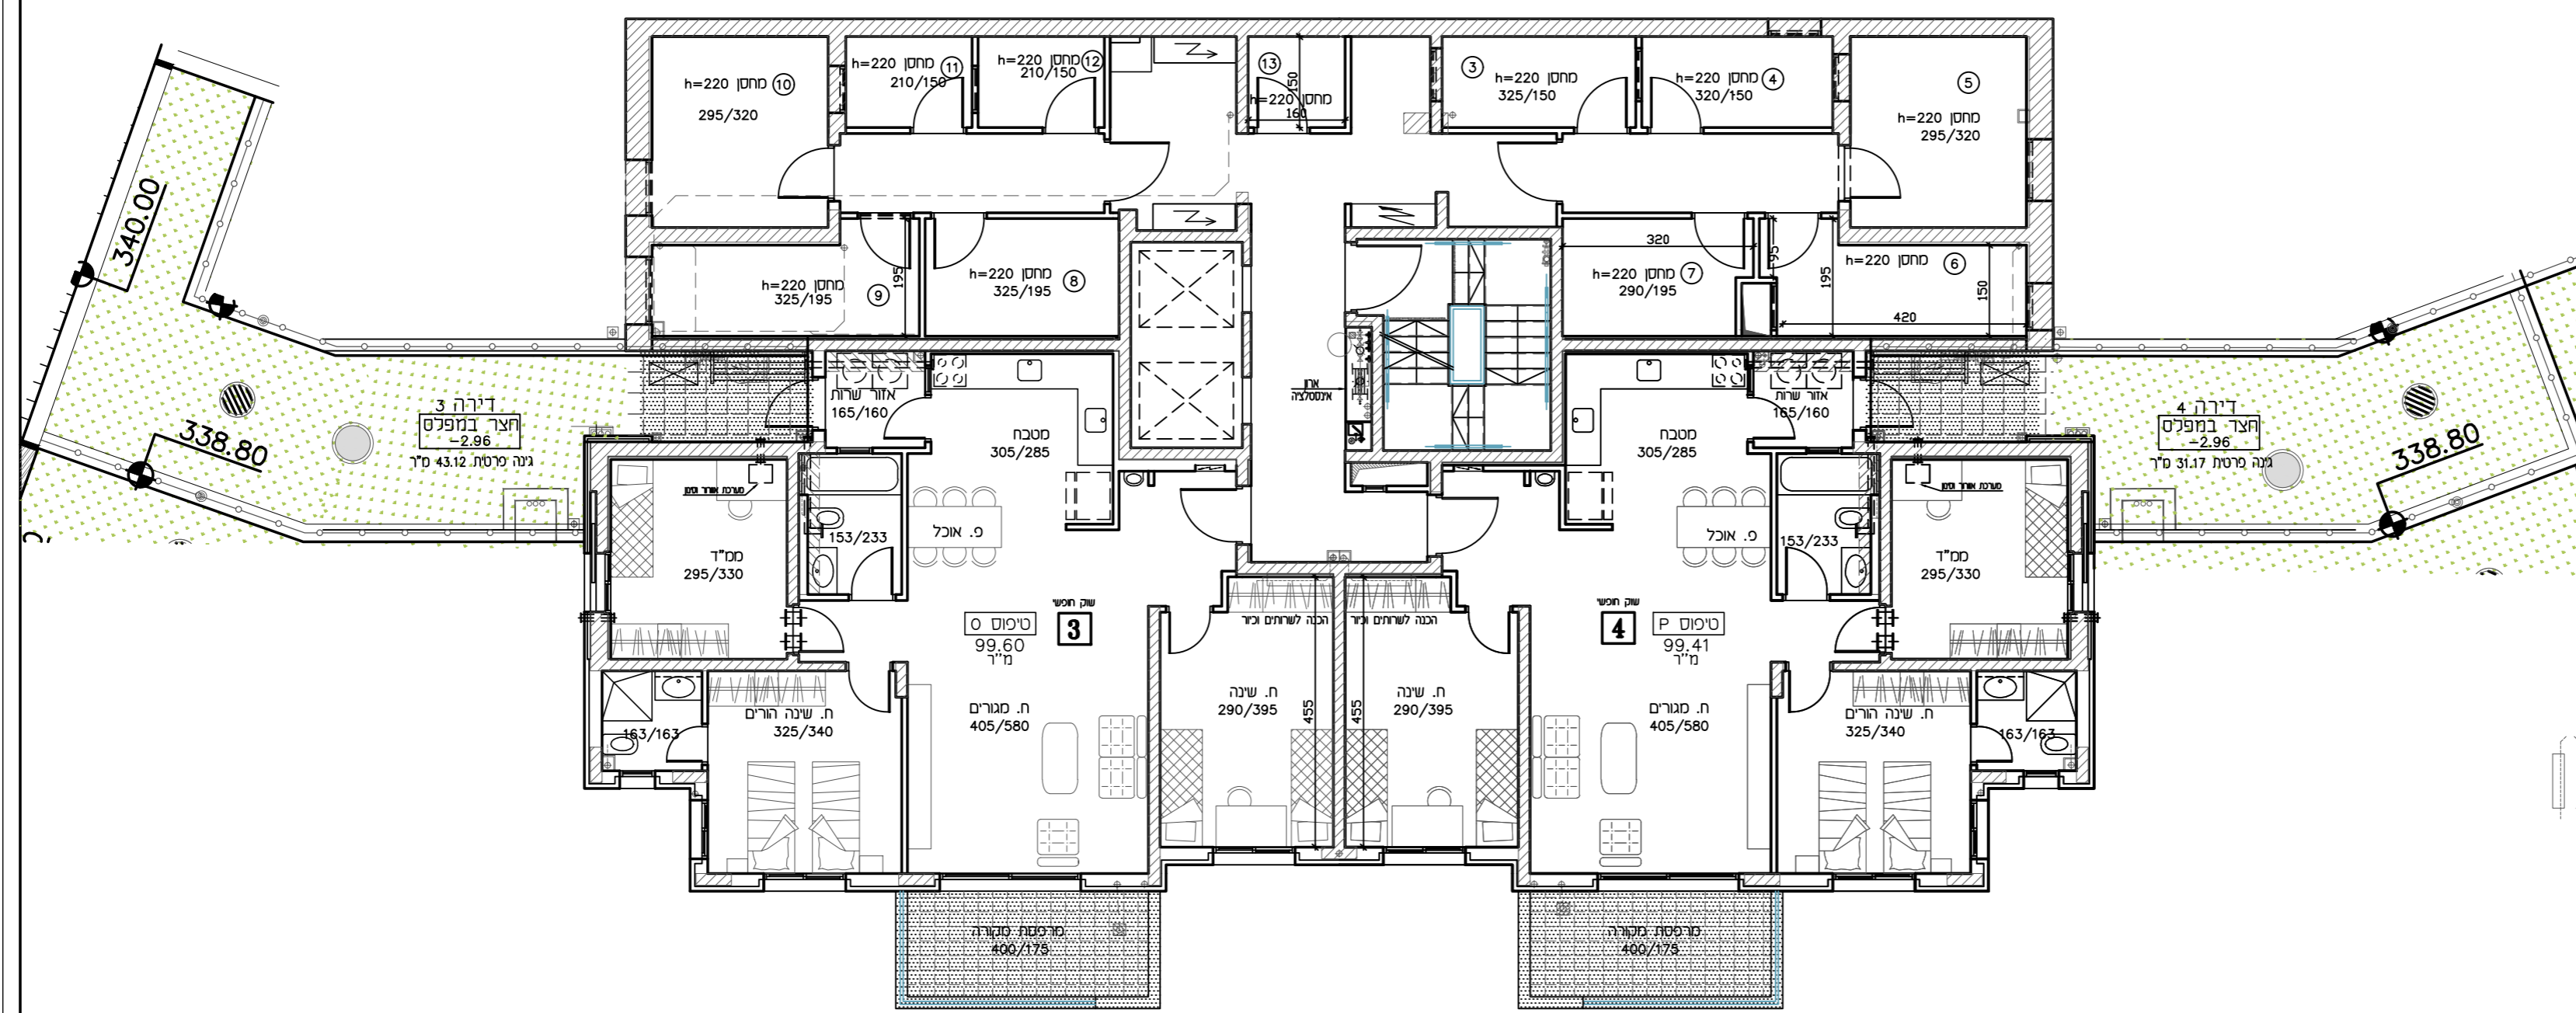 מחסן h=220 ⑩
295/320
מחסן h=220 ⑪
210/150
מחסן h=220 ⑫
210/150
⑬
מחסן h=220
150
160
③
מחסן h=220
325/150
מחסן h=220 ④
320/150
⑤
מחסן h=220
295/320
340.00
מחסן h=220
325/195
⑨
195
מחסן h=220 ⑧
325/195
320
מחסן h=220 ⑦
290/195
195
195
מחסן h=220 ⑥
150
420
338.80
דירה 3
חצר במפלס
-2.96
גינה פרטית 43.12 מ"ר
אזור שרות
165/160
מטבח
305/285
ארון
אינסטלציה
מטבח
305/285
אזור שרות
165/160
דירה 4
חצר במפלס
-2.96
גינה פרטית 31.17 מ"ר
338.80
מערכת אוורור וסינון
ממ"ד
295/330
153/233
פ. אוכל
פ. אוכל
153/233
מערכת אוורור וסינון
ממ"ד
295/330
טיפוס O
99.60
מ"ר
שוק חופשי
3
הכנה לשרותים וכיור
הכנה לשרותים וכיור
שוק חופשי
4
טיפוס P
99.41
מ"ר
163/163
ח. שינה הורים
325/340
ח. מגורים
405/580
ח. שינה
290/395
455
455
ח. שינה
290/395
ח. מגורים
405/580
ח. שינה הורים
325/340
163/163
מרפסת מקורה
400/175
מרפסת מקורה
400/175